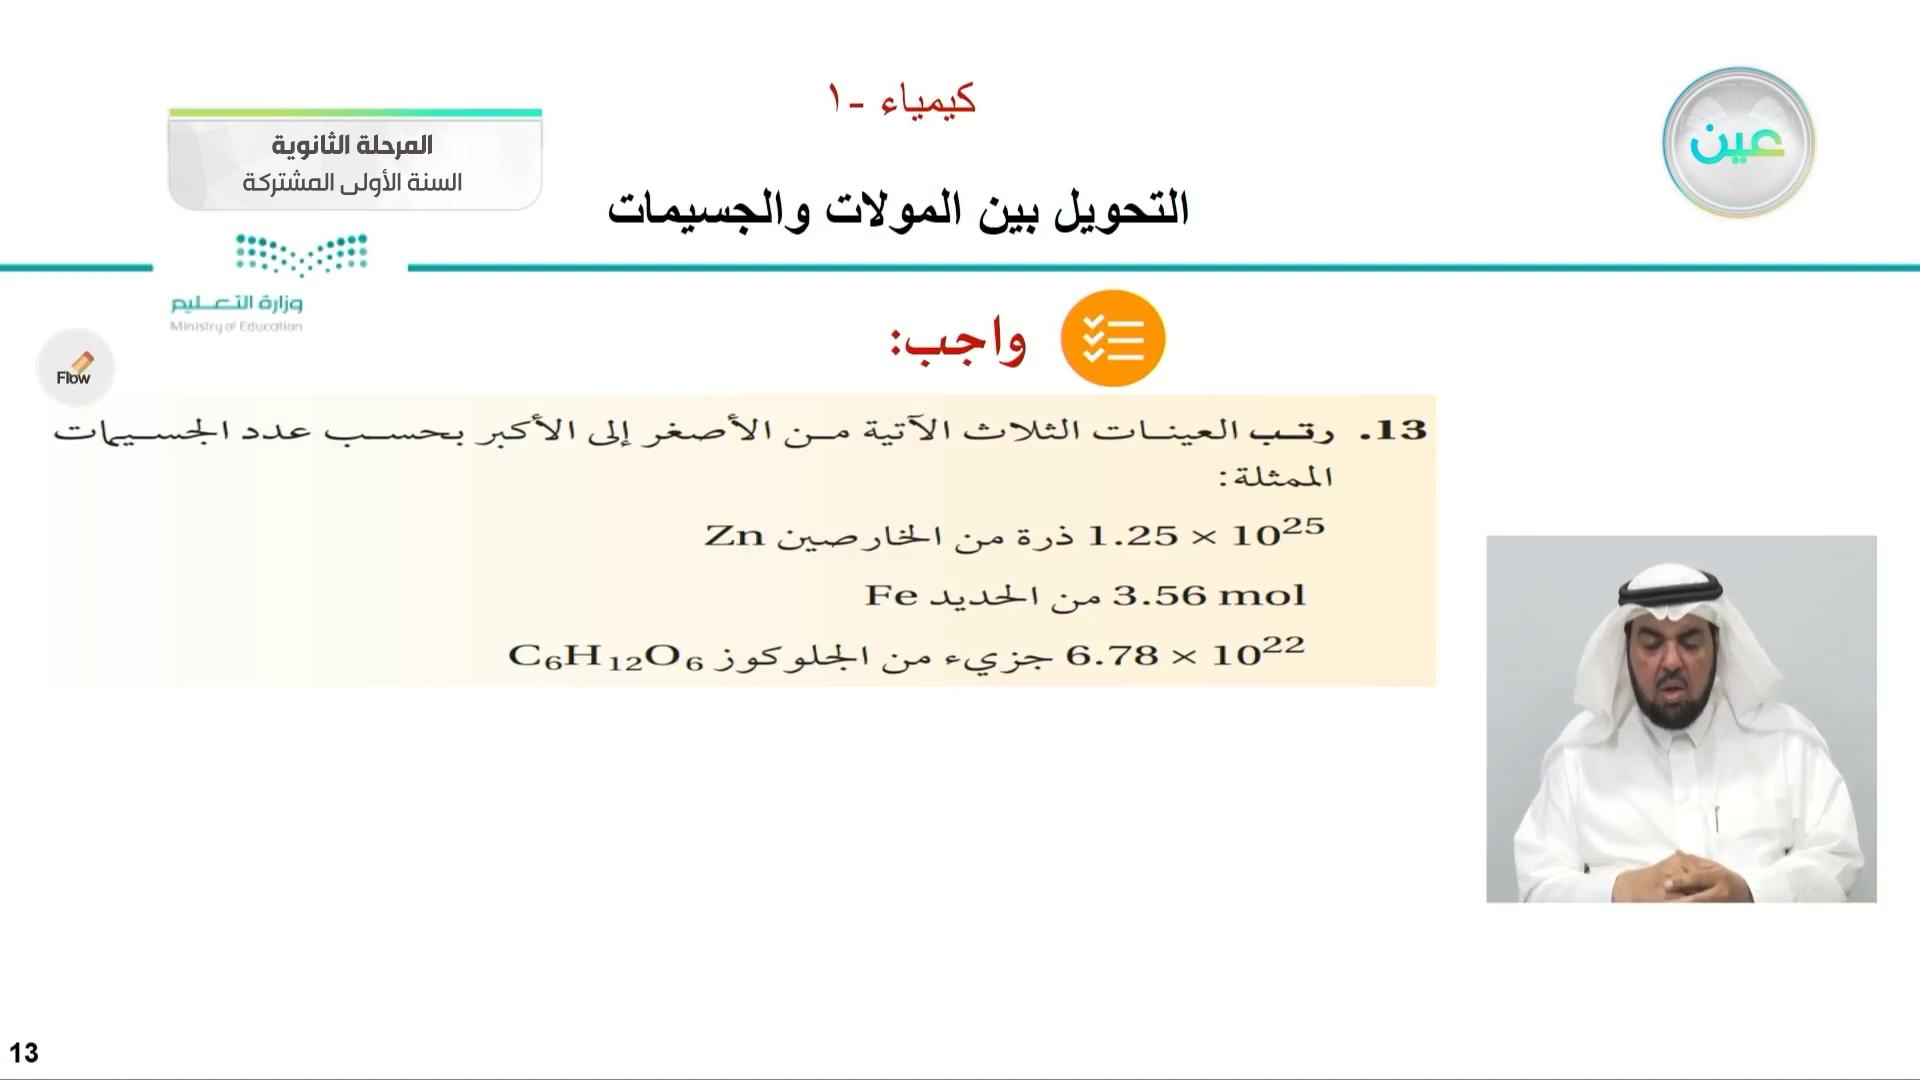 كيمياء -١
عين
المرحلة الثانوية
السنة الأولى المشتركة
التحويل بين المولات والجسيمات
وزارة التعليم
Ministry of Education
واجب:
Flow
13. رتب العينات الثلاث الآتية من الأصغر إلى الأكبر بحسب عدد الجسيمات
الممثلة:
1.25 × 10²⁵ ذرة من الخارصين Zn
3.56 mol من الحديد Fe
6.78 × 10²² جزيء من الجلوكوز C₆H₁₂O₆
13